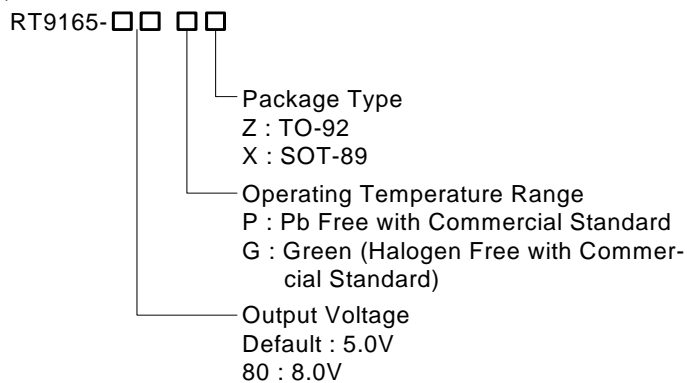 RT9165-□□ □□
Package Type
Z : TO-92
X : SOT-89
Operating Temperature Range
P : Pb Free with Commercial Standard
G : Green (Halogen Free with Commer-
cial Standard)
Output Voltage
Default : 5.0V
80 : 8.0V